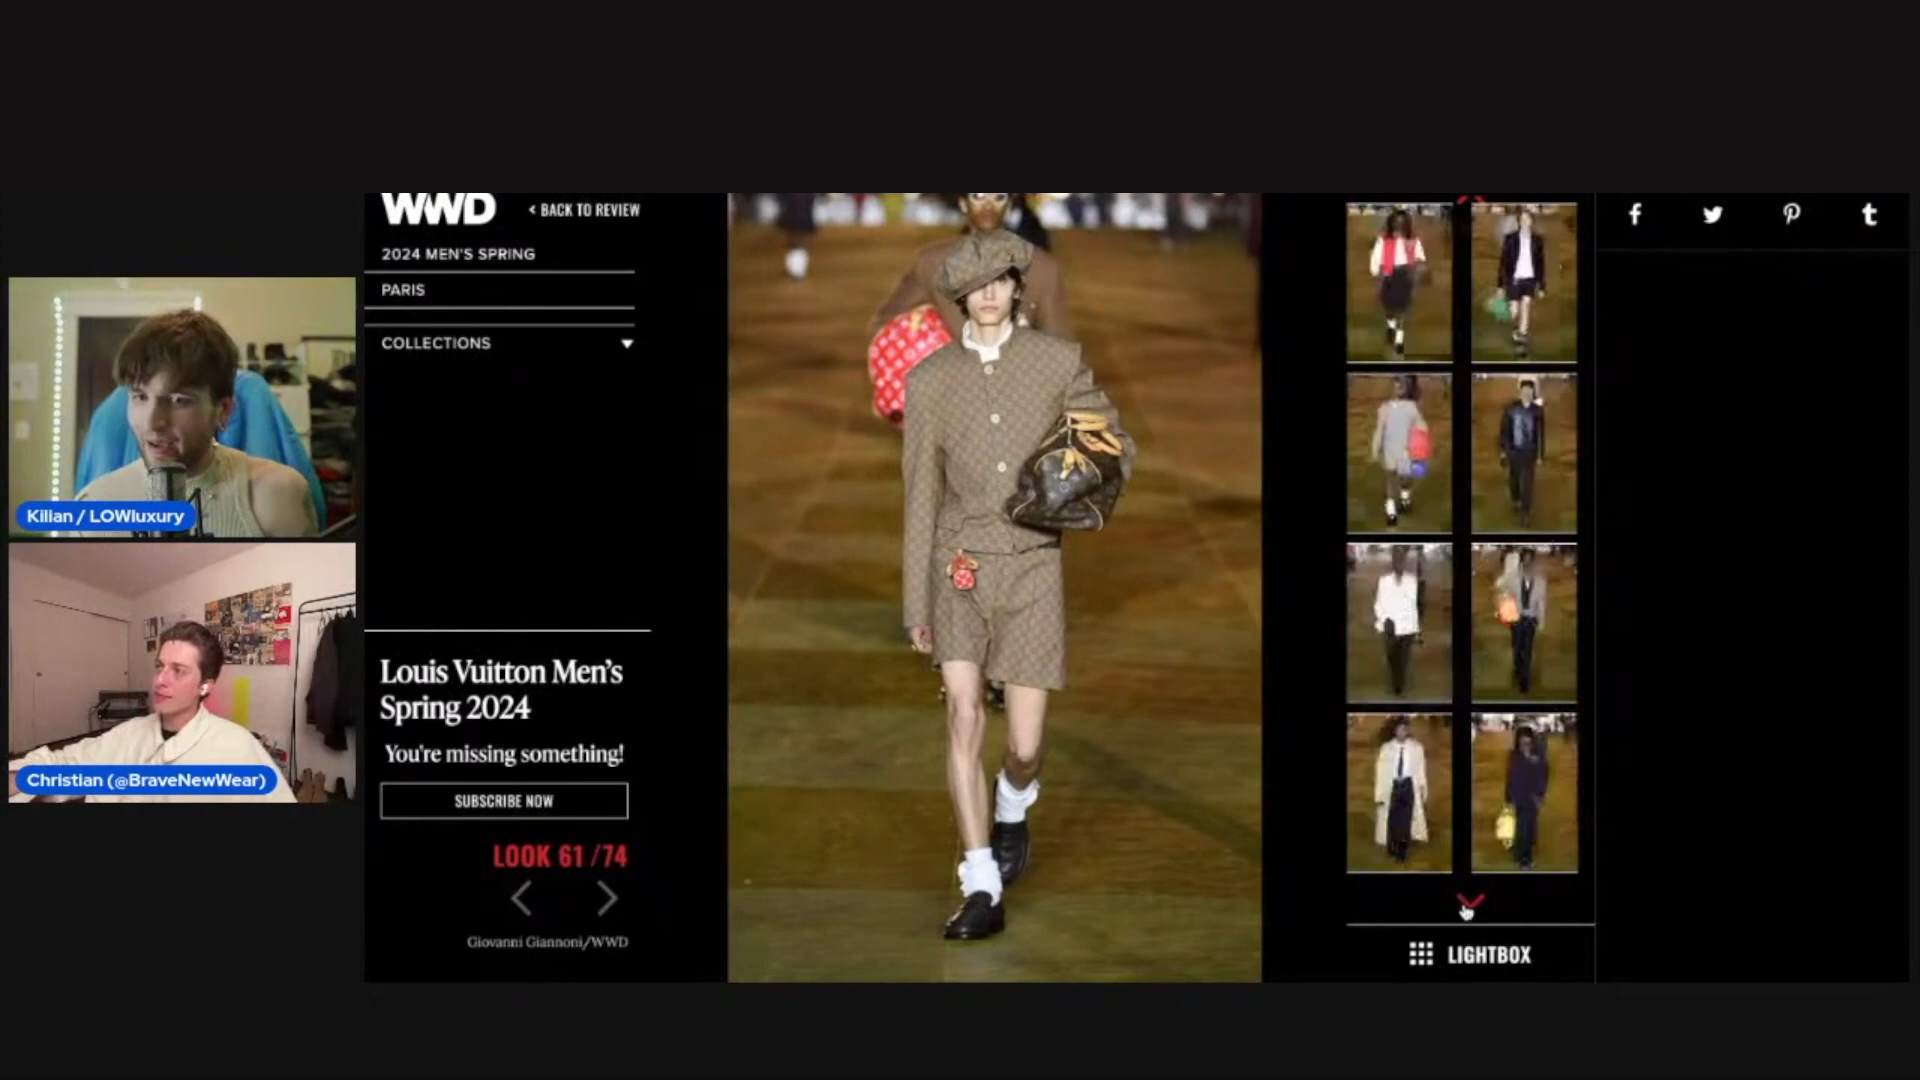 WWD
< BACK TO REVIEW
2024 MEN'S SPRING
PARIS
COLLECTIONS
Kilian / LOWluxury
Louis Vuitton Men's
Spring 2024
You're missing something!
Christian (@BraveNewWear)
SUBSCRIBE NOW
LOOK 61 /74
Giovanni Giannoni/WWD
LIGHTBOX